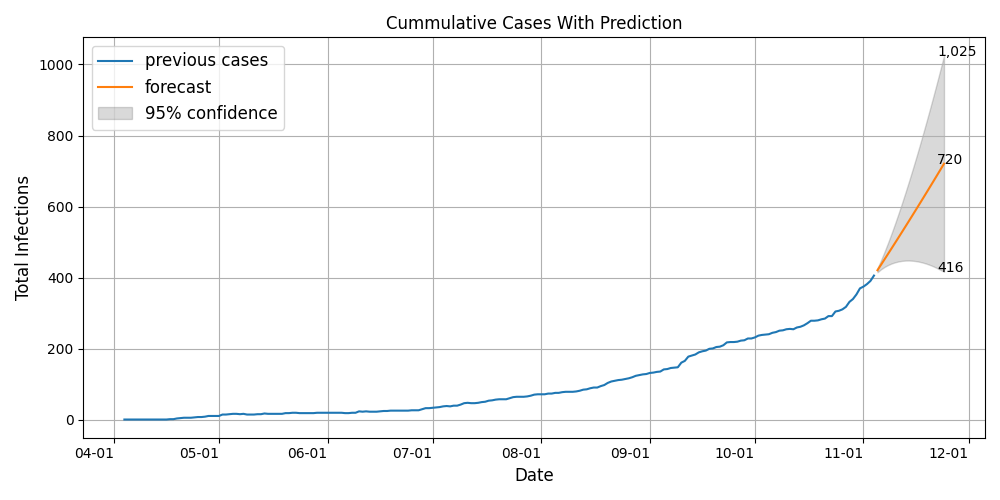 Cummulative Cases With Prediction
previous cases
forecast
95% confidence
1,025
720
416
1000
800
600
400
200
0
Total Infections
04-01 05-01 06-01 07-01 08-01 09-01 10-01 11-01 12-01
Date